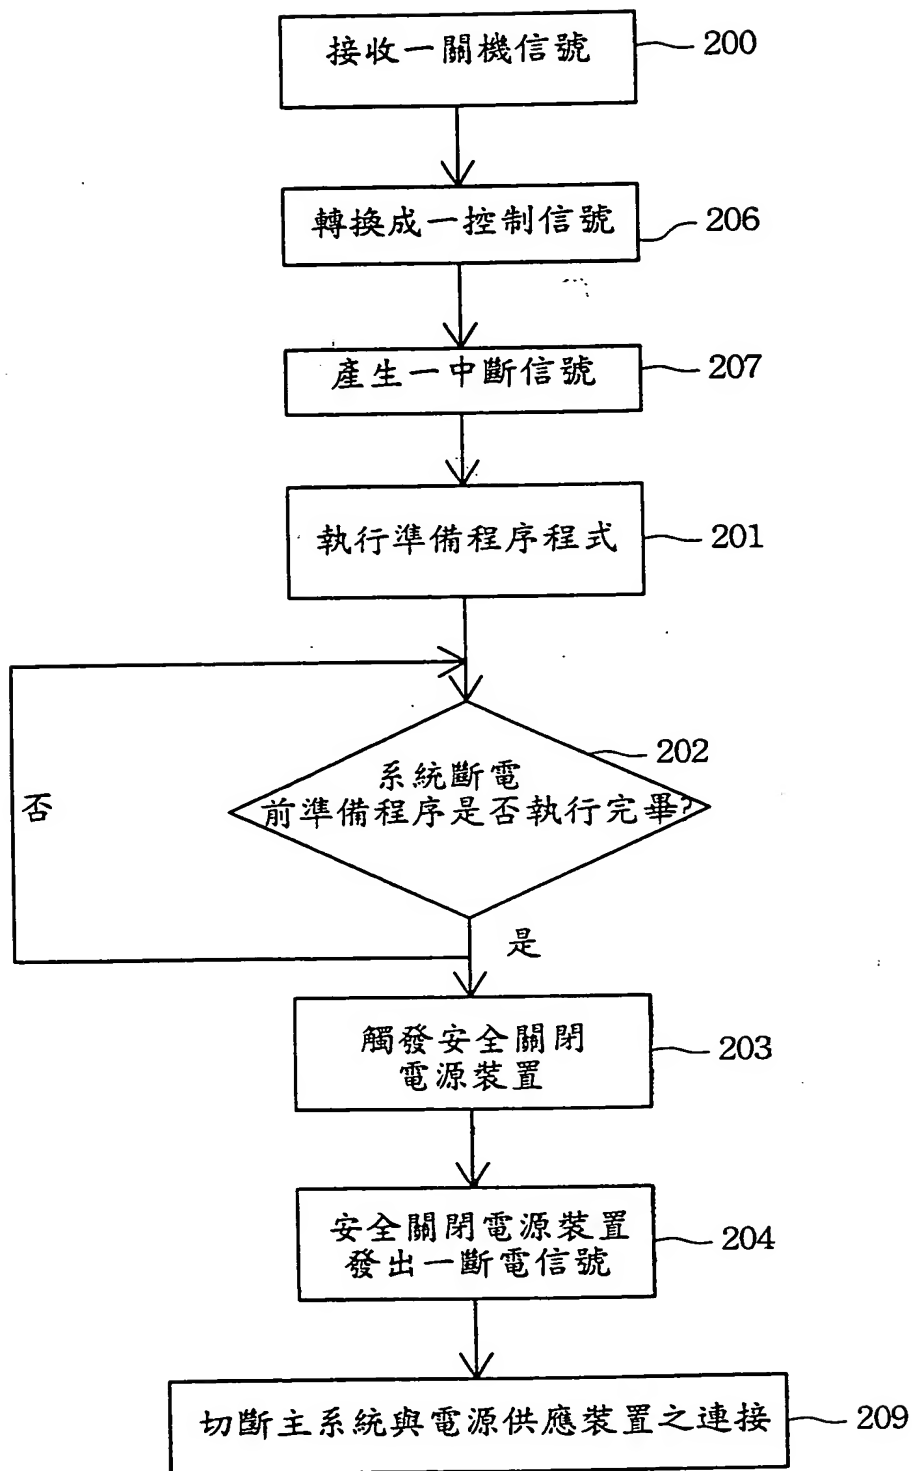 接收一關機信號
200
轉換成一控制信號
206
產生一中斷信號
207
執行準備程序程式
201
系統斷電
前準備程序是否執行完畢?
202
否
是
觸發安全關閉
電源裝置
203
安全關閉電源裝置
發出一斷電信號
204
切斷主系統與電源供應裝置之連接
209